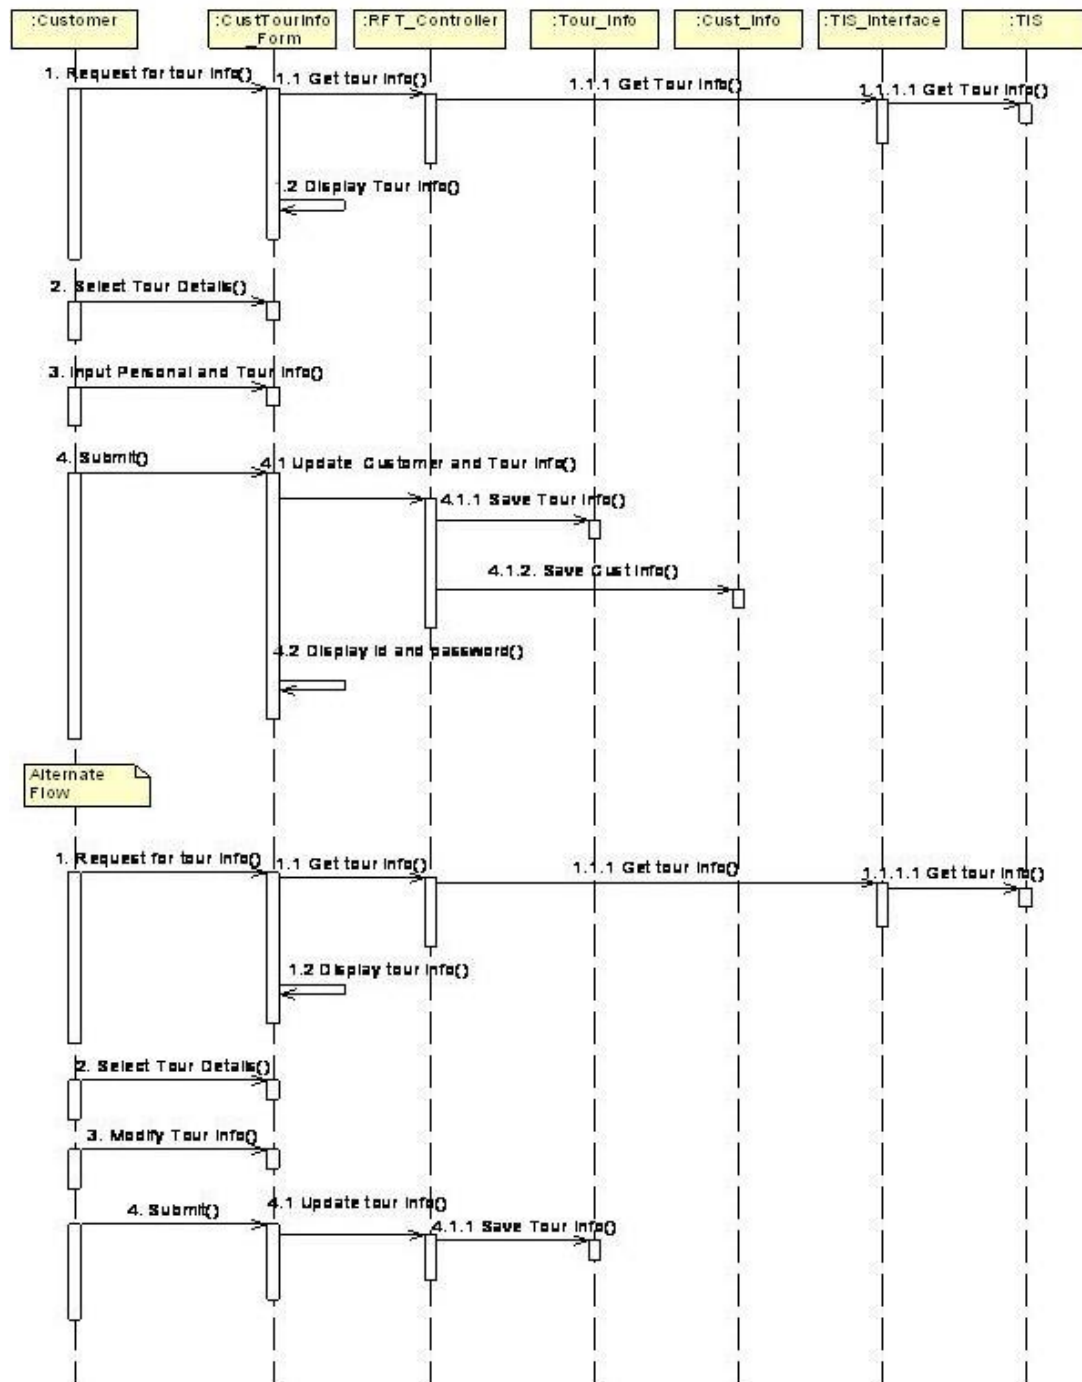 :Customer
:CustTourInfo
_Form
:RFT_Controller
:Tour_Info
:Cust_Info
:TIS_Interface
:TIS
1. Request for tour info()
1.1 Get tour info()
1.1.1 Get Tour Info()
1.1.1.1 Get Tour Info()
1.2 Display Tour Info()
2. Select Tour Details()
3. Input Personal and Tour Info()
4. Submit()
4.1 Update Customer and Tour Info()
4.1.1 Save Tour Info()
4.1.2. Save Cust Info()
4.2 Display id and password()
Alternate
Flow
1. Request for tour info()
1.1 Get tour info()
1.1.1 Get tour info()
1.1.1.1 Get tour info()
1.2 Display tour info()
2. Select Tour Details()
3. Modify Tour Info()
4. Submit()
4.1 Update tour info()
4.1.1 Save Tour Info()